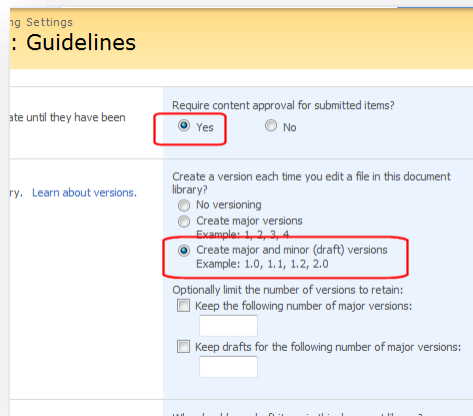 ng Settings
: Guidelines
Require content approval for submitted items?
ate until they have been
Yes No
Create a version each time you edit a file in this document
library?
ry. Learn about versions.
No versioning
Create major versions
Example: 1, 2, 3, 4
Create major and minor (draft) versions
Example: 1.0, 1.1, 1.2, 2.0
Optionally limit the number of versions to retain:
Keep the following number of major versions:
Keep drafts for the following number of major versions: